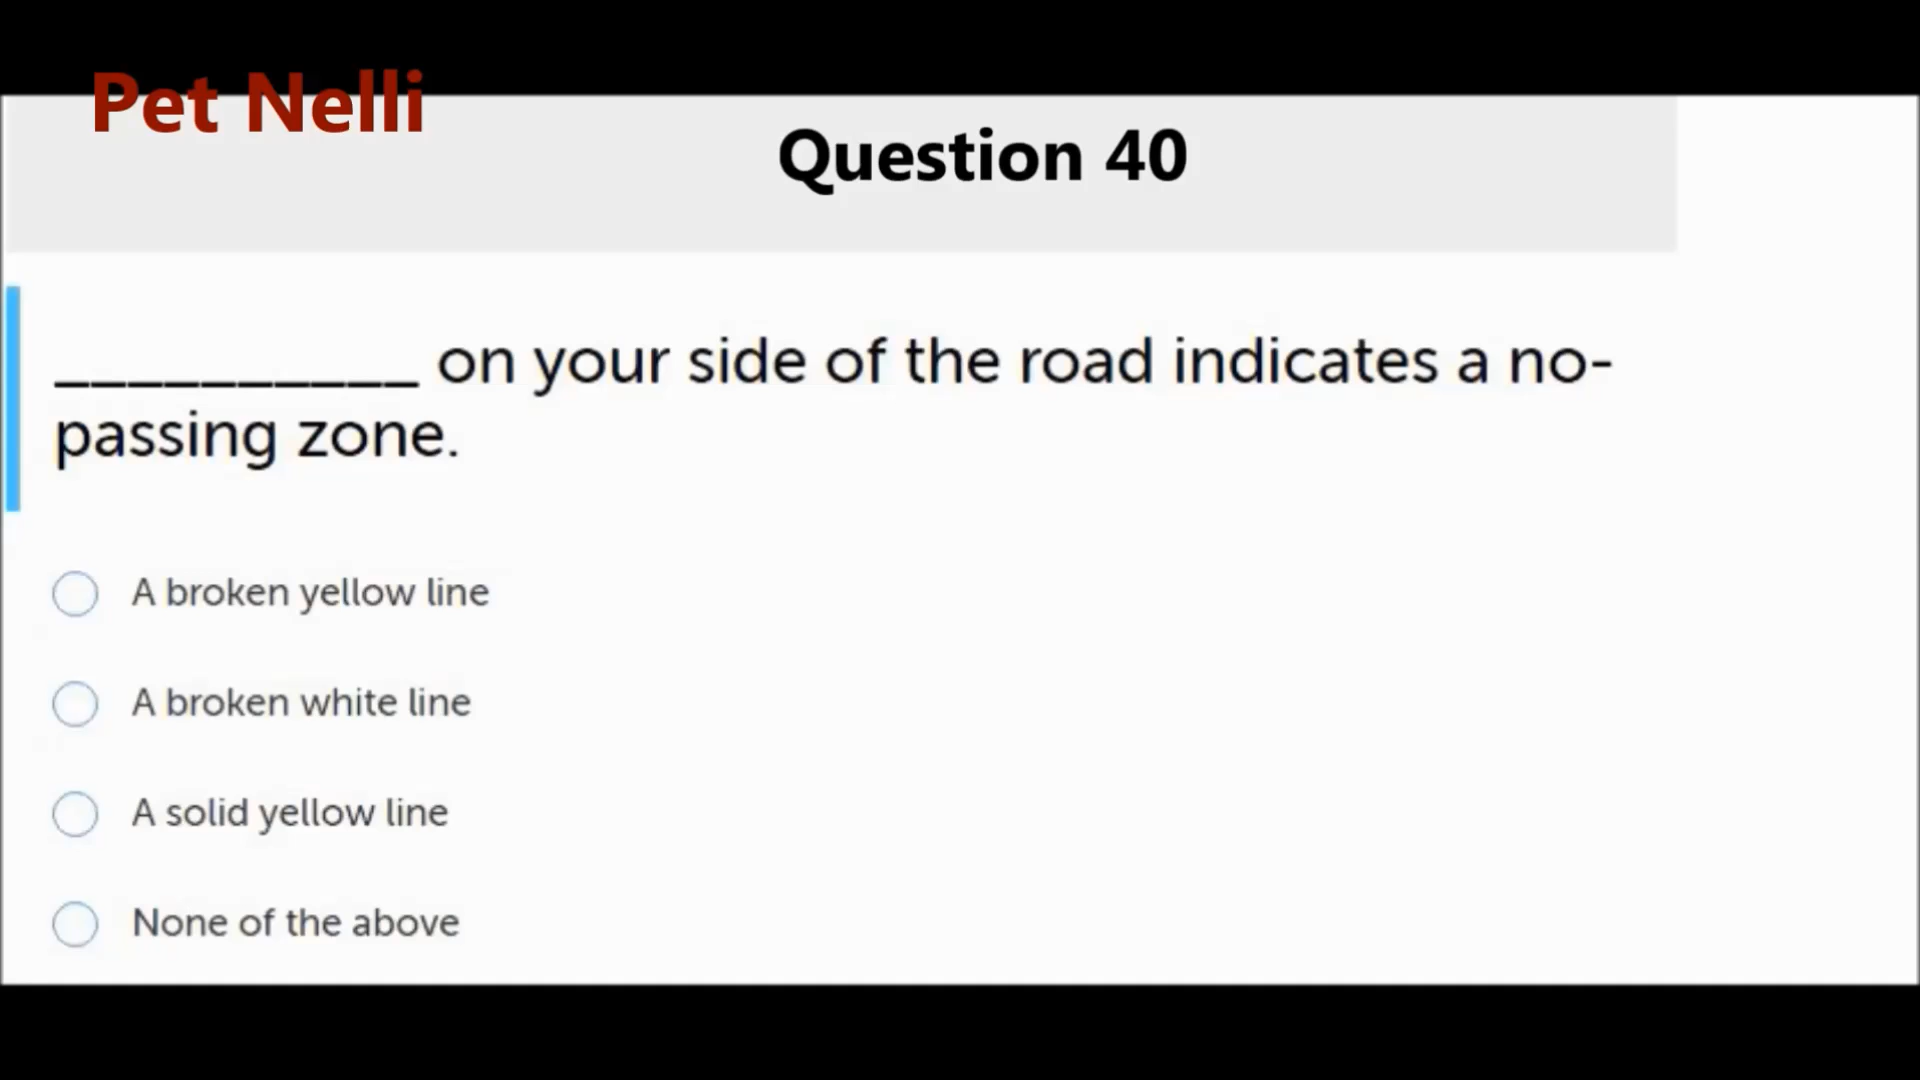 Pet Nelli
Question 40
__________ on your side of the road indicates a no-
passing zone.
A broken yellow line
A broken white line
A solid yellow line
None of the above